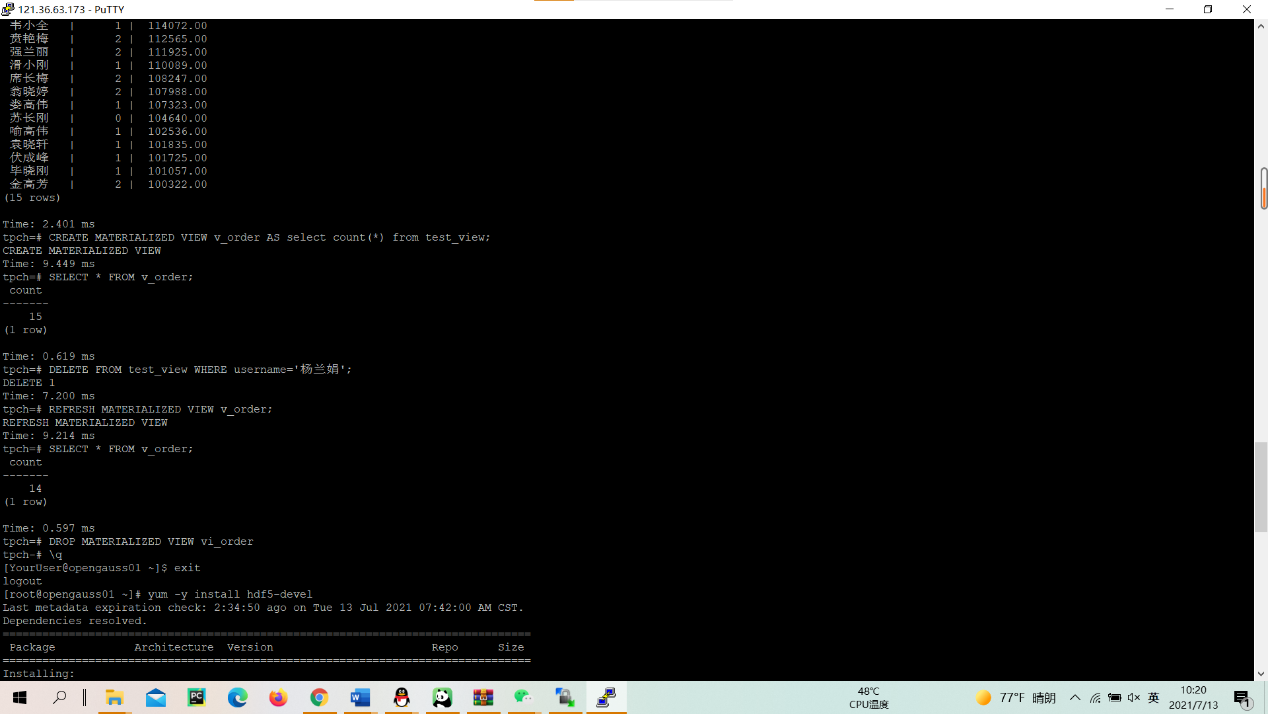 121.36.63.173 - PuTTY
韦小全 | 1 | 114072.00
贲艳梅 | 2 | 112565.00
强兰丽 | 2 | 111925.00
滑小刚 | 1 | 110089.00
席长梅 | 2 | 108247.00
翁晓婷 | 2 | 107988.00
娄高伟 | 1 | 107323.00
苏长刚 | 0 | 104640.00
喻高伟 | 1 | 102536.00
袁晓轩 | 1 | 101835.00
伏成峰 | 1 | 101725.00
毕晓刚 | 1 | 101057.00
金高芳 | 2 | 100322.00
(15 rows)
Time: 2.401 ms
tpch=# CREATE MATERIALIZED VIEW v_order AS select count(*) from test_view;
CREATE MATERIALIZED VIEW
Time: 9.449 ms
tpch=# SELECT * FROM v_order;
count
-------
15
(1 row)
Time: 0.619 ms
tpch=# DELETE FROM test_view WHERE username='杨兰娟';
DELETE 1
Time: 7.200 ms
tpch=# REFRESH MATERIALIZED VIEW v_order;
REFRESH MATERIALIZED VIEW
Time: 9.214 ms
tpch=# SELECT * FROM v_order;
count
-------
14
(1 row)
Time: 0.597 ms
tpch=# DROP MATERIALIZED VIEW vi_order
tpch-# \q
[YourUser@opengauss01 ~]$ exit
logout
[root@opengauss01 ~]# yum -y install hdf5-devel
Last metadata expiration check: 2:34:50 ago on Tue 13 Jul 2021 07:42:00 AM CST.
Dependencies resolved.
================================================================================
Package Architecture Version Repo Size
================================================================================
Installing:
48℃
CPU温度
77°F 晴朗
英
10:20
2021/7/13
1